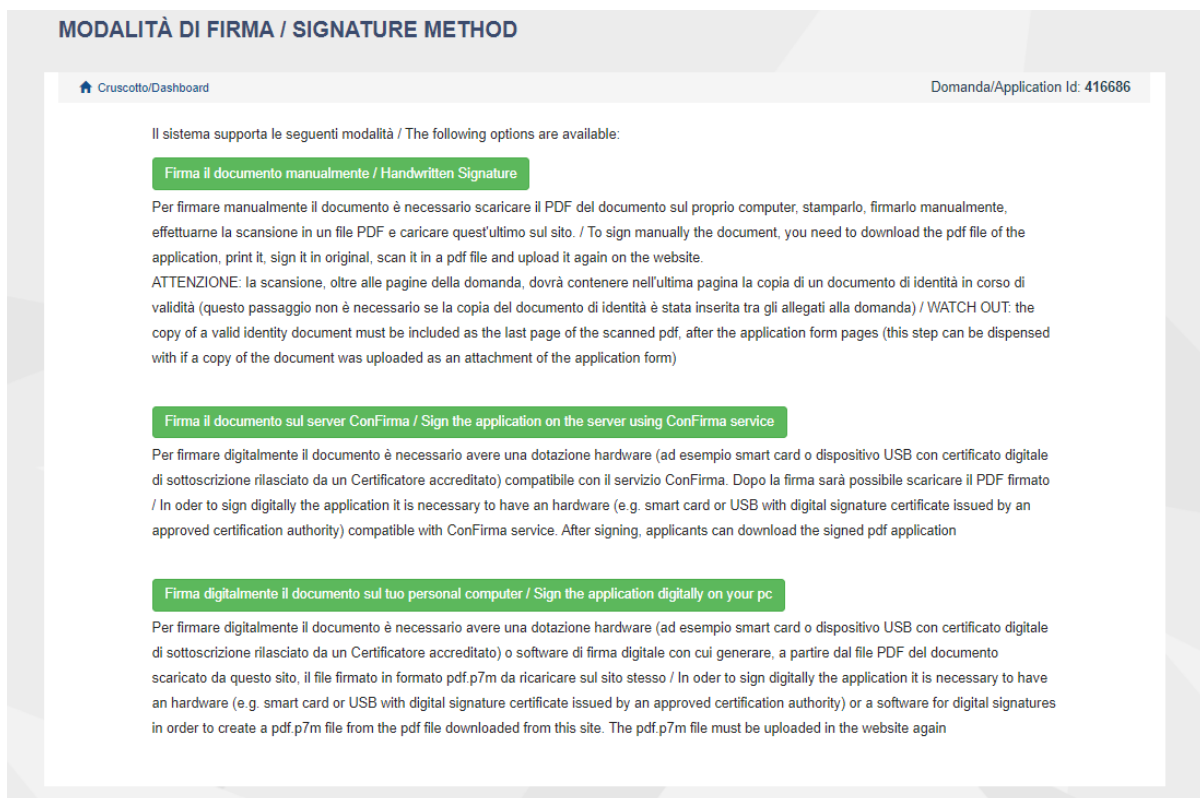 MODALITÀ DI FIRMA / SIGNATURE METHOD
Cruscotto/Dashboard
Domanda/Application Id: 416686
Il sistema supporta le seguenti modalità / The following options are available:
Firma il documento manualmente / Handwritten Signature
Per firmare manualmente il documento è necessario scaricare il PDF del documento sul proprio computer, stamparlo, firmarlo manualmente,
effettuarne la scansione in un file PDF e caricare quest'ultimo sul sito. / To sign manually the document, you need to download the pdf file of the
application, print it, sign it in original, scan it in a pdf file and upload it again on the website.
ATTENZIONE: la scansione, oltre alle pagine della domanda, dovrà contenere nell'ultima pagina la copia di un documento di identità in corso di
validità (questo passaggio non è necessario se la copia del documento di identità è stata inserita tra gli allegati alla domanda) / WATCH OUT: the
copy of a valid identity document must be included as the last page of the scanned pdf, after the application form pages (this step can be dispensed
with if a copy of the document was uploaded as an attachment of the application form)
Firma il documento sul server ConFirma / Sign the application on the server using ConFirma service
Per firmare digitalmente il documento è necessario avere una dotazione hardware (ad esempio smart card o dispositivo USB con certificato digitale
di sottoscrizione rilasciato da un Certificatore accreditato) compatibile con il servizio ConFirma. Dopo la firma sarà possibile scaricare il PDF firmato
/ In oder to sign digitally the application it is necessary to have an hardware (e.g. smart card or USB with digital signature certificate issued by an
approved certification authority) compatible with ConFirma service. After signing, applicants can download the signed pdf application
Firma digitalmente il documento sul tuo personal computer / Sign the application digitally on your pc
Per firmare digitalmente il documento è necessario avere una dotazione hardware (ad esempio smart card o dispositivo USB con certificato digitale
di sottoscrizione rilasciato da un Certificatore accreditato) o software di firma digitale con cui generare, a partire dal file PDF del documento
scaricato da questo sito, il file firmato in formato pdf.p7m da ricaricare sul sito stesso / In oder to sign digitally the application it is necessary to have
an hardware (e.g. smart card or USB with digital signature certificate issued by an approved certification authority) or a software for digital signatures
in order to create a pdf.p7m file from the pdf file downloaded from this site. The pdf.p7m file must be uploaded in the website again